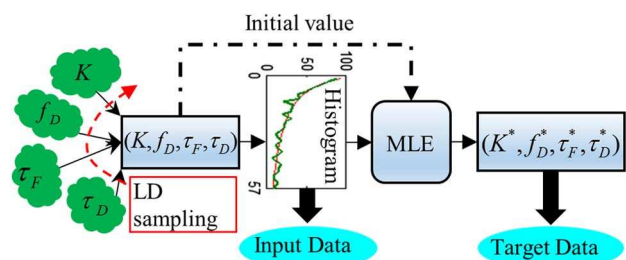 Initial value
K
f_D
τ_F
τ_D
(K, f_D, τ_F, τ_D)
LD
sampling
0 50 100
0
57
Histogram
MLE
(K^*, f_D^*, τ_F^*, τ_D^*)
Input Data
Target Data